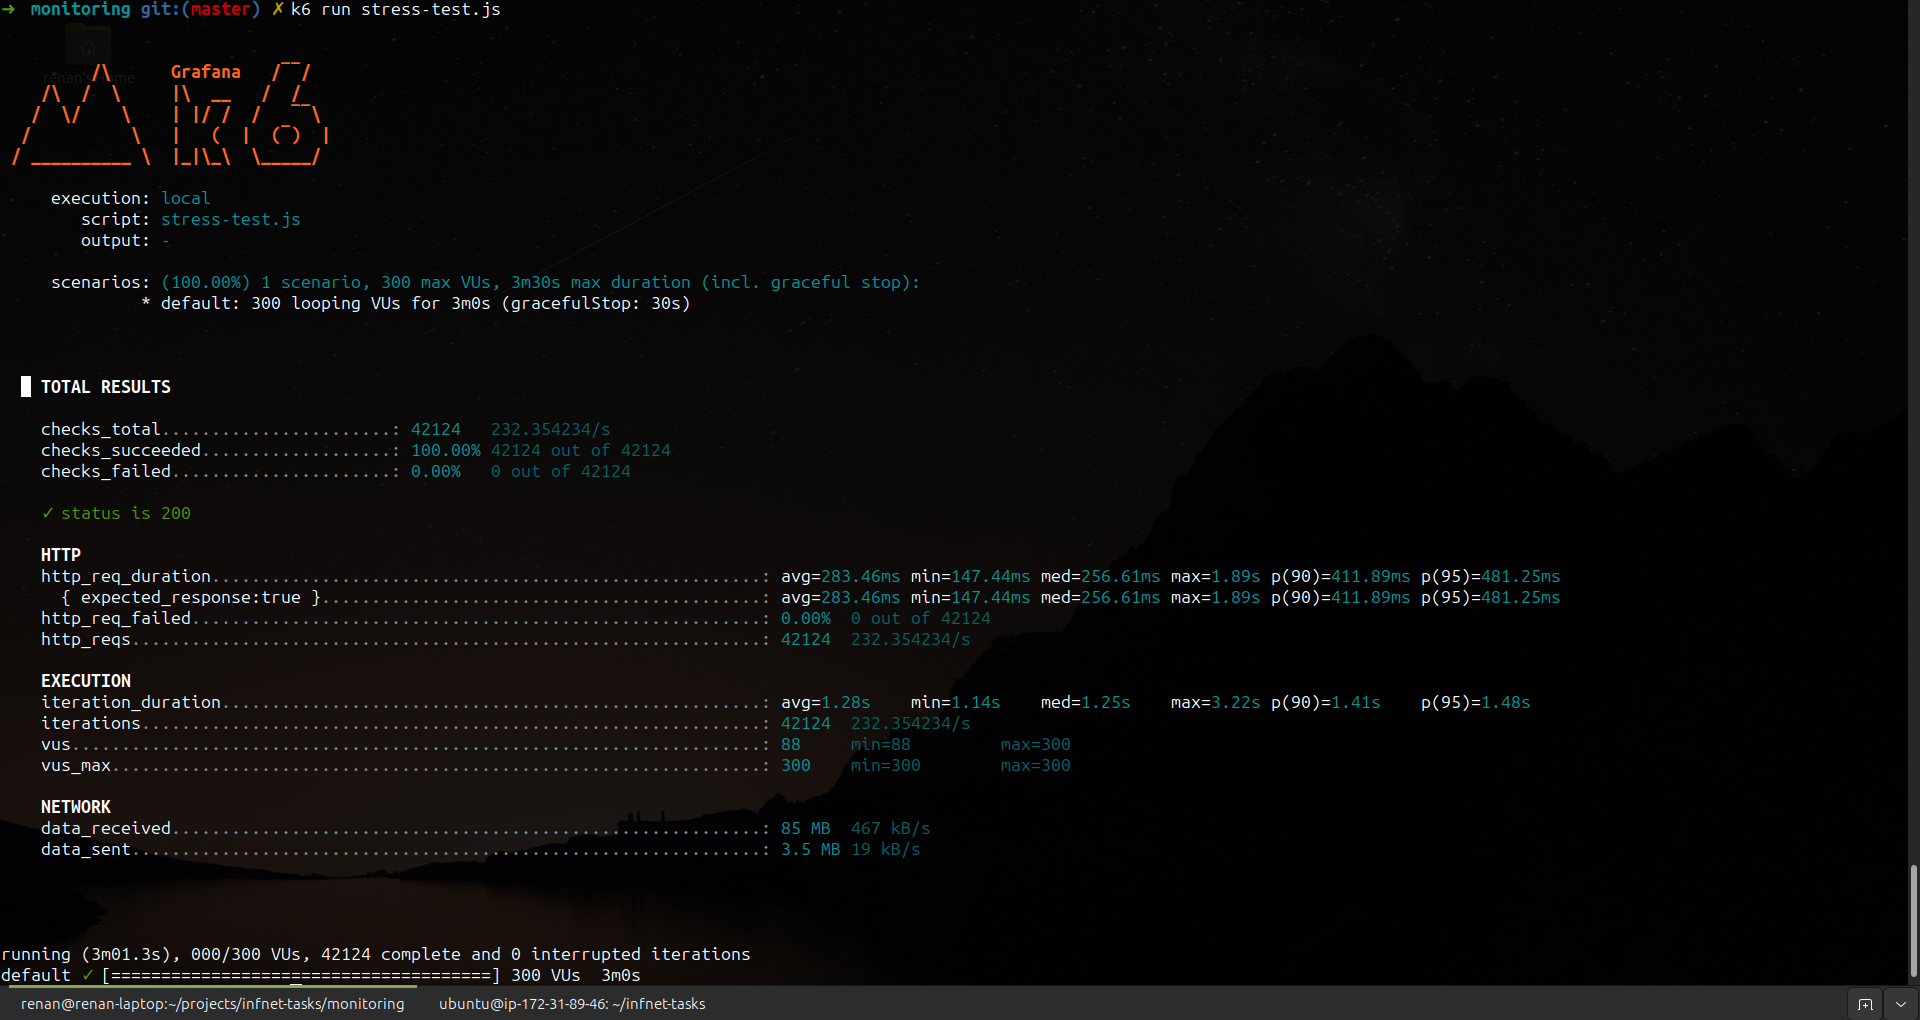 ➜  monitoring git:(master) ✗ k6 run stress-test.js
renan's Home
Grafana
execution: local
script: stress-test.js
output: -
scenarios: (100.00%) 1 scenario, 300 max VUs, 3m30s max duration (incl. graceful stop):
* default: 300 looping VUs for 3m0s (gracefulStop: 30s)
█ TOTAL RESULTS
checks_total.......................: 42124   232.354234/s
checks_succeeded...................: 100.00% 42124 out of 42124
checks_failed......................: 0.00%   0 out of 42124
✓ status is 200
HTTP
http_req_duration.......................................................: avg=283.46ms min=147.44ms med=256.61ms max=1.89s p(90)=411.89ms p(95)=481.25ms
{ expected_response:true }............................................: avg=283.46ms min=147.44ms med=256.61ms max=1.89s p(90)=411.89ms p(95)=481.25ms
http_req_failed.........................................................: 0.00%  0 out of 42124
http_reqs...............................................................: 42124  232.354234/s
EXECUTION
iteration_duration......................................................: avg=1.28s    min=1.14s    med=1.25s    max=3.22s p(90)=1.41s    p(95)=1.48s
iterations..............................................................: 42124  232.354234/s
vus.....................................................................: 88     min=88         max=300
vus_max.................................................................: 300    min=300        max=300
NETWORK
data_received...........................................................: 85 MB  467 kB/s
data_sent...............................................................: 3.5 MB 19 kB/s
running (3m01.3s), 000/300 VUs, 42124 complete and 0 interrupted iterations
default ✓ [======================================] 300 VUs  3m0s
renan@renan-laptop:~/projects/infnet-tasks/monitoring
ubuntu@ip-172-31-89-46: ~/infnet-tasks